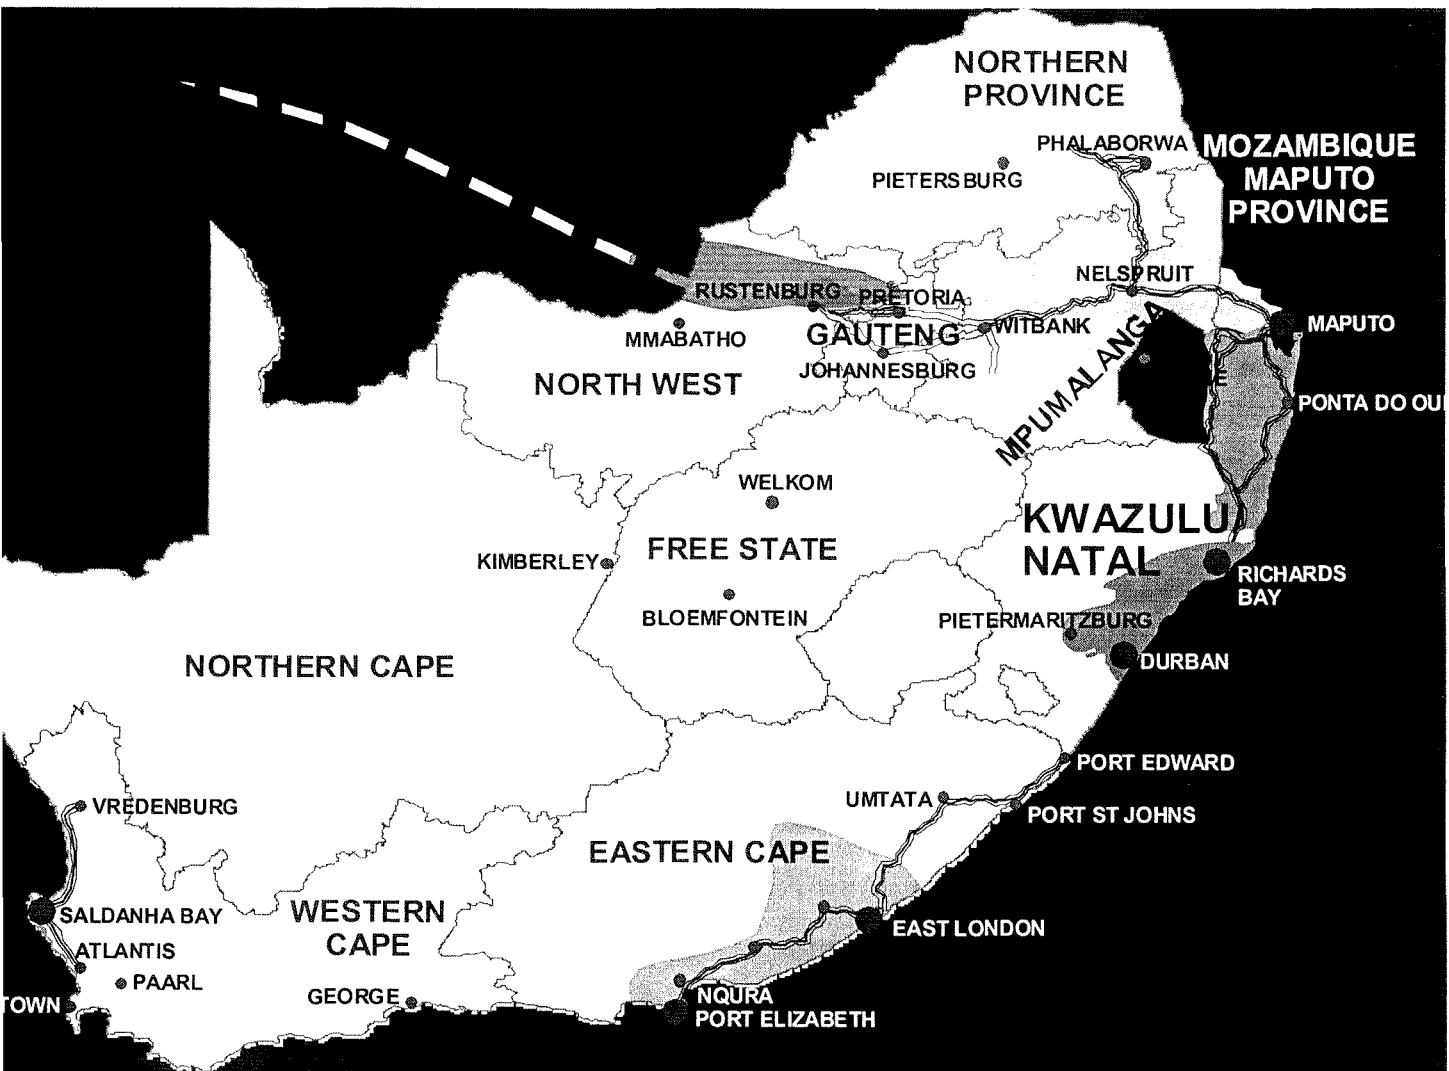 NORTHERN
PROVINCE
PHALABORWA
MOZAMBIQUE
MAPUTO
PROVINCE
PIETERSBURG
NELSPRUIT
RUSTENBURG
PRETORIA
MMABATHO
GAUTENG
WITBANK
MAPUTO
JOHANNESBURG
NORTH WEST
MPUMALANGA
E
PONTA DO OU
WELKOM
KWAZULU
NATAL
FREE STATE
KIMBERLEY
RICHARDS
BAY
BLOEMFONTEIN
PIETERMARITZBURG
DURBAN
NORTHERN CAPE
PORT EDWARD
VREDENBURG
UMTATA
PORT ST JOHNS
EASTERN CAPE
SALDANHA BAY
WESTERN
CAPE
EAST LONDON
ATLANTIS
PAARL
GEORGE
TOWN
NQURA
PORT ELIZABETH